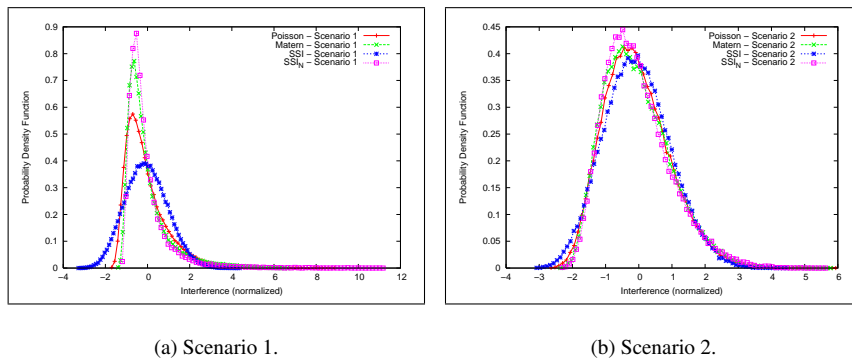 0.9
0.8
0.7
0.6
0.5
0.4
0.3
0.2
0.1
0
Probability Density Function
-4 -2 0 2 4 6 8 10 12
Interference (normalized)
Poisson - Scenario 1
Matern - Scenario 1
SSI - Scenario 1
SSI_N - Scenario 1
(a) Scenario 1.
0.45
0.4
0.35
0.3
0.25
0.2
0.15
0.1
0.05
0
Probability Density Function
-4 -3 -2 -1 0 1 2 3 4 5 6
Interference (normalized)
Poisson - Scenario 2
Matern - Scenario 2
SSI - Scenario 2
SSI_N - Scenario 2
(b) Scenario 2.